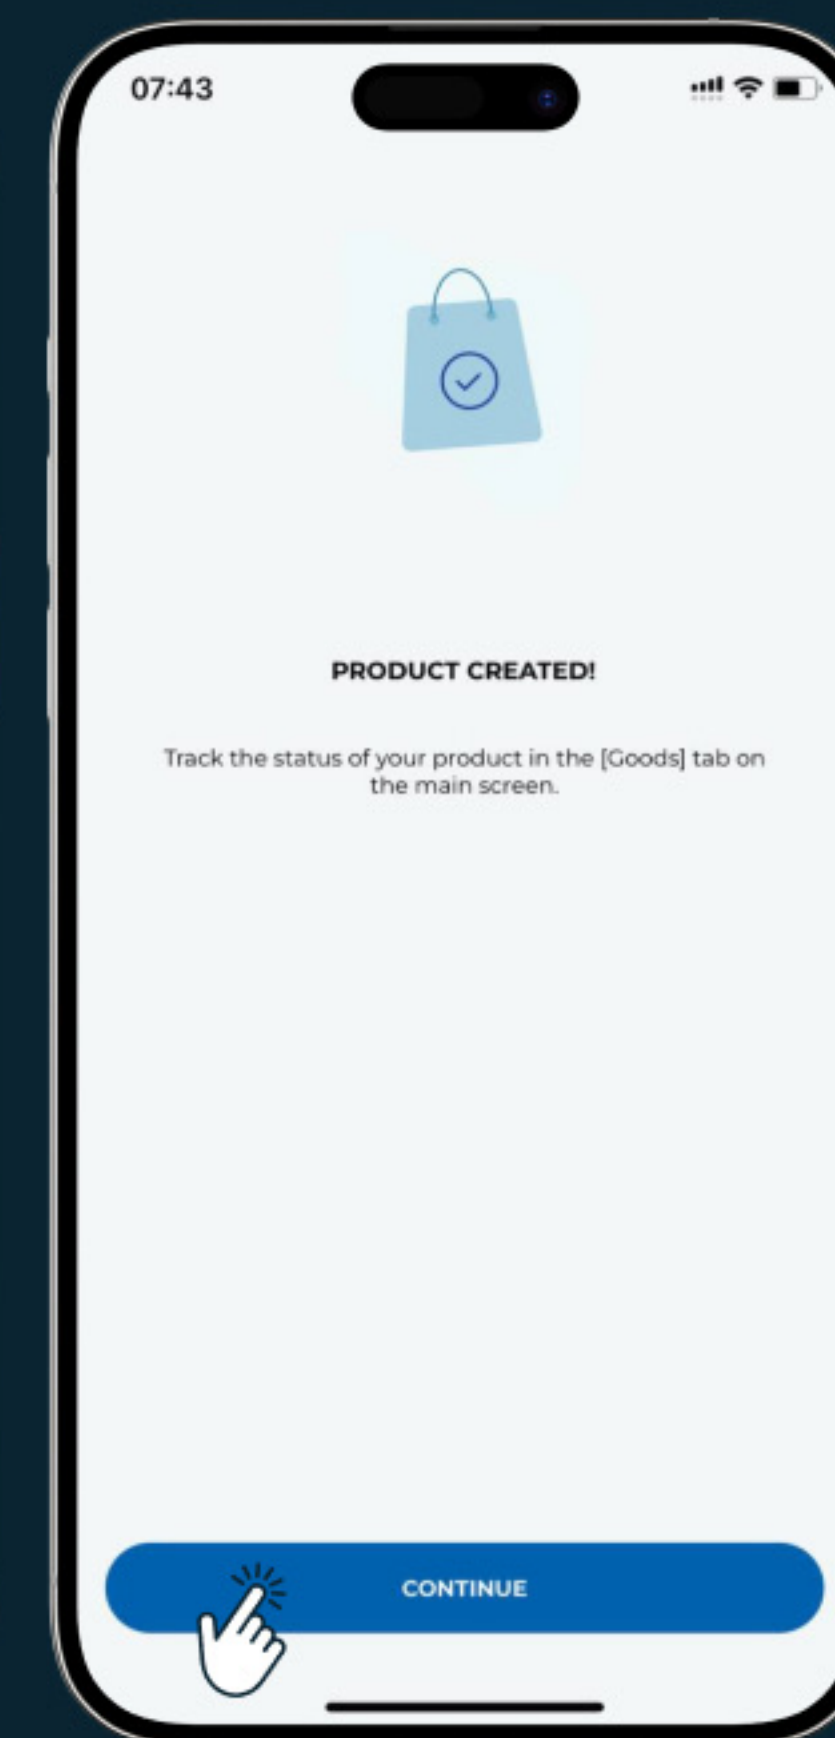 07:43
PRODUCT CREATED!
Track the status of your product in the [Goods] tab on
the main screen.
CONTINUE